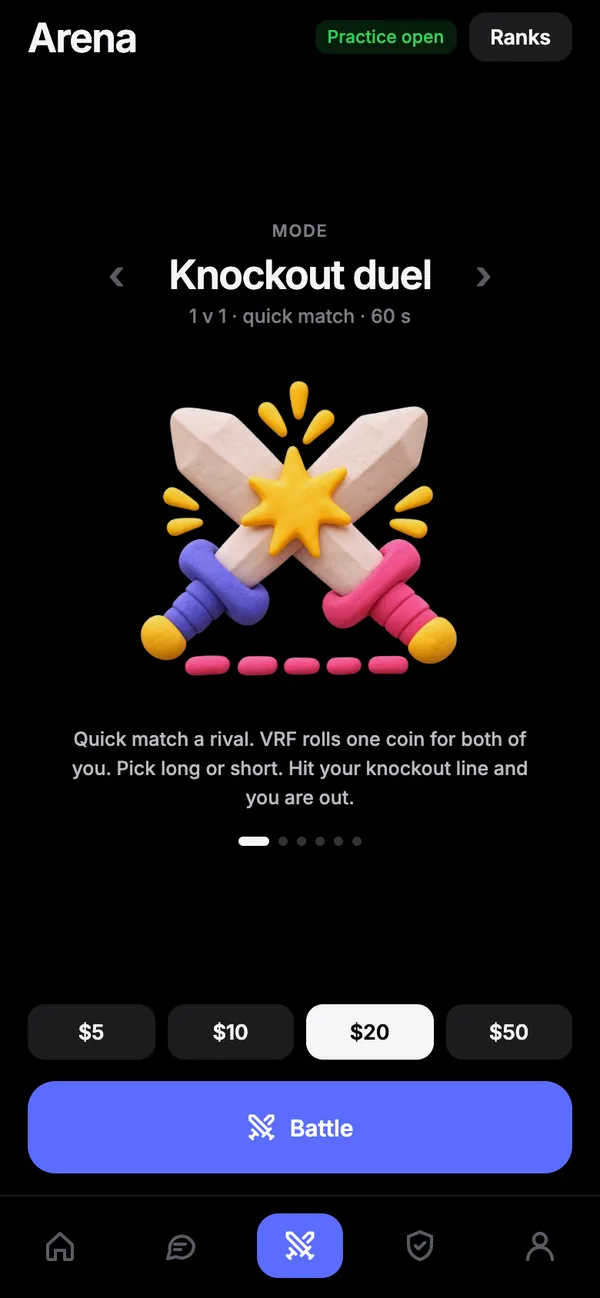 Arena
Practice open
Ranks
MODE
Knockout duel
1 v 1 · quick match · 60 s
Quick match a rival. VRF rolls one coin for both of
you. Pick long or short. Hit your knockout line and
you are out.
$5
$10
$20
$50
Battle